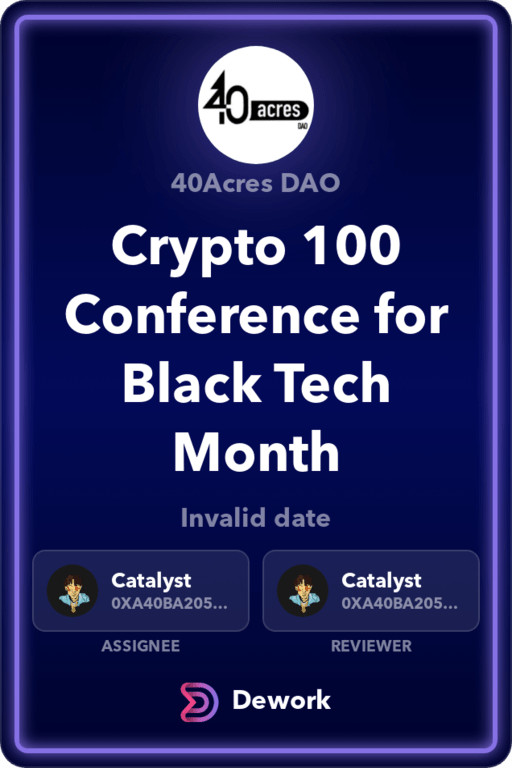 40 acres
DAO
40Acres DAO
Crypto 100
Conference for
Black Tech
Month
Invalid date
Catalyst
0XA40BA205...
Catalyst
0XA40BA205...
ASSIGNEE
REVIEWER
Dework